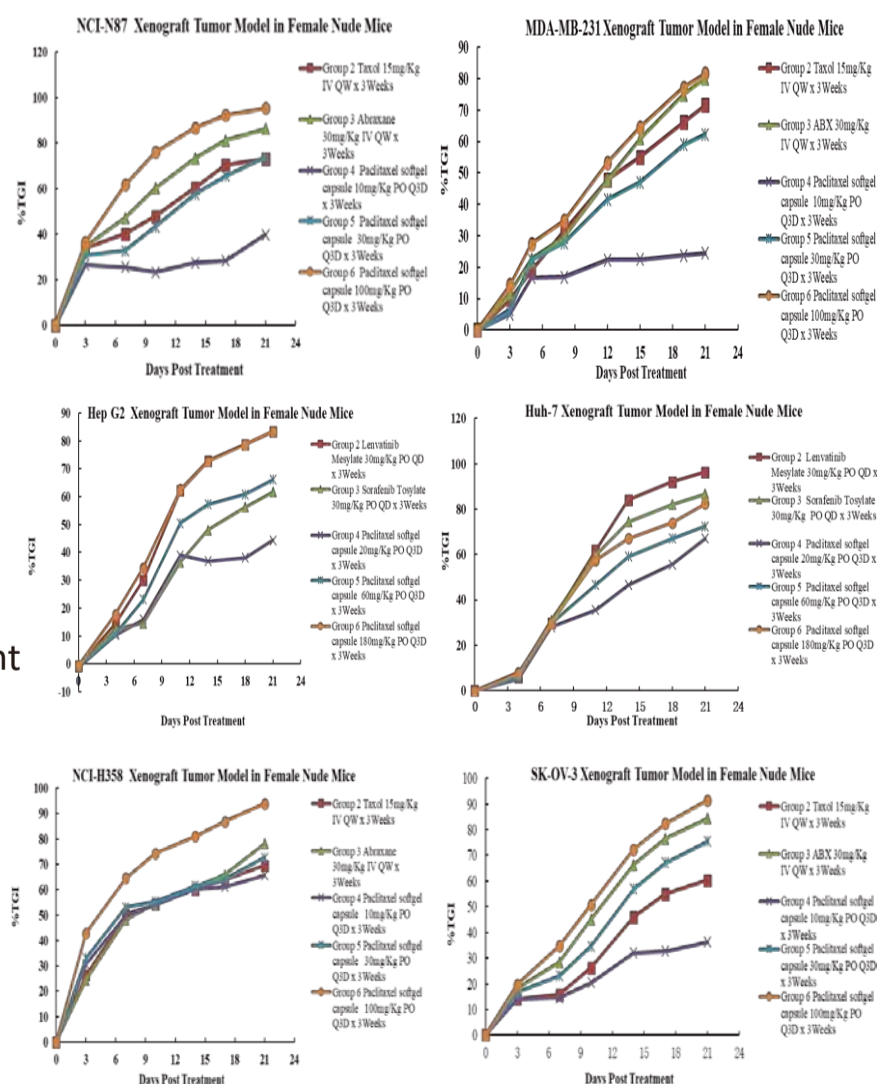 NCI-N87 Xenograft Tumor Model in Female Nude Mice
120
100
80
60
40
20
0
%TGI
0 3 6 9 12 15 18 21 24
Days Post Treatment
Group 2 Taxol 15mg/Kg
IV QW x 3Weeks
Group 3 Abraxane
30mg/Kg IV QW x
3Weeks
Group 4 Paclitaxel softgel
capsule 10mg/Kg PO Q3D
x 3Weeks
Group 5 Paclitaxel softgel
capsule 30mg/Kg PO
Q3D x 3Weeks
Group 6 Paclitaxel softgel
capsule 100mg/Kg PO
Q3D x 3Weeks
MDA-MB-231 Xenograft Tumor Model in Female Nude Mice
90
80
70
60
50
40
30
20
10
0
%TGI
0 3 6 9 12 15 18 21 24
Days Post Treatment
Group 2 Taxol 15mg/Kg
IV QW x 3Weeks
Group 3 ABX 30mg/Kg
IV QW x 3Weeks
Group 4 Paclitaxel softgel
capsule 10mg/Kg PO
Q3D x 3Weeks
Group 5 Paclitaxel softgel
capsule 30mg/Kg PO
Q3D x 3Weeks
Group 6 Paclitaxel softgel
capsule 100mg/Kg PO
Q3D x 3Weeks
Hep G2 Xenograft Tumor Model in Female Nude Mice
90
80
70
60
50
40
30
20
10
0
-10
%TGI
0 3 6 9 12 15 18 21 24
Days Post Treatment
Group 2 Lenvatinib
Mesylate 30mg/Kg PO QD
x 3Weeks
Group 3 Sorafenib Tosylate
30mg/Kg PO QD x 3Weeks
Group 4 Paclitaxel softgel
capsule 20mg/Kg PO Q3D
x 3Weeks
Group 5 Paclitaxel softgel
capsule 60mg/Kg PO Q3D
x 3Weeks
Group 6 Paclitaxel softgel
capsule 180mg/Kg PO Q3D
x 3Weeks
nt
Huh-7 Xenograft Tumor Model in Female Nude Mice
120
100
80
60
40
20
0
%TGI
0 3 6 9 12 15 18 21 24
Days Post Treatment
Group 2 Lenvatinib
Mesylate 30mg/Kg PO QD x
3Weeks
Group 3 Sorafenib Tosylate
30mg/Kg PO QD x 3Weeks
Group 4 Paclitaxel softgel
capsule 20mg/Kg PO Q3D
x 3Weeks
Group 5 Paclitaxel softgel
capsule 60mg/Kg PO Q3D x
3Weeks
Group 6 Paclitaxel softgel
capsule 180mg/Kg PO Q3D
x 3Weeks
NCI-H358 Xenograft Tumor Model in Female Nude Mice
100
90
80
70
60
50
40
30
20
10
0
%TGI
0 3 6 9 12 15 18 21 24
Days Post Treatment
Group 2 Taxol 15mg/Kg
IV QW x 3Weeks
Group 3 Abraxane
30mg/Kg IV QW x
3Weeks
Group 4 Paclitaxel softgel
capsule 10mg/Kg PO
Q3D x 3Weeks
Group 5 Paclitaxel softgel
capsule 30mg/Kg PO
Q3D x 3Weeks
Group 6 Paclitaxel softgel
capsule 100mg/Kg PO
Q3D x 3Weeks
SK-OV-3 Xenograft Tumor Model in Female Nude Mice
100
90
80
70
60
50
40
30
20
10
0
%TGI
0 3 6 9 12 15 18 21 24
Days Post Treatment
Group 2 Taxol 15mg/Kg
IV QW x 3Weeks
Group 3 ABX 30mg/Kg
IV QW x 3Weeks
Group 4 Paclitaxel softgel
capsule 10mg/Kg PO Q3D
x 3Weeks
Group 5 Paclitaxel softgel
capsule 30mg/Kg PO Q3D
x 3Weeks
Group 6 Paclitaxel softgel
capsule 100mg/Kg PO
Q3D x 3Weeks